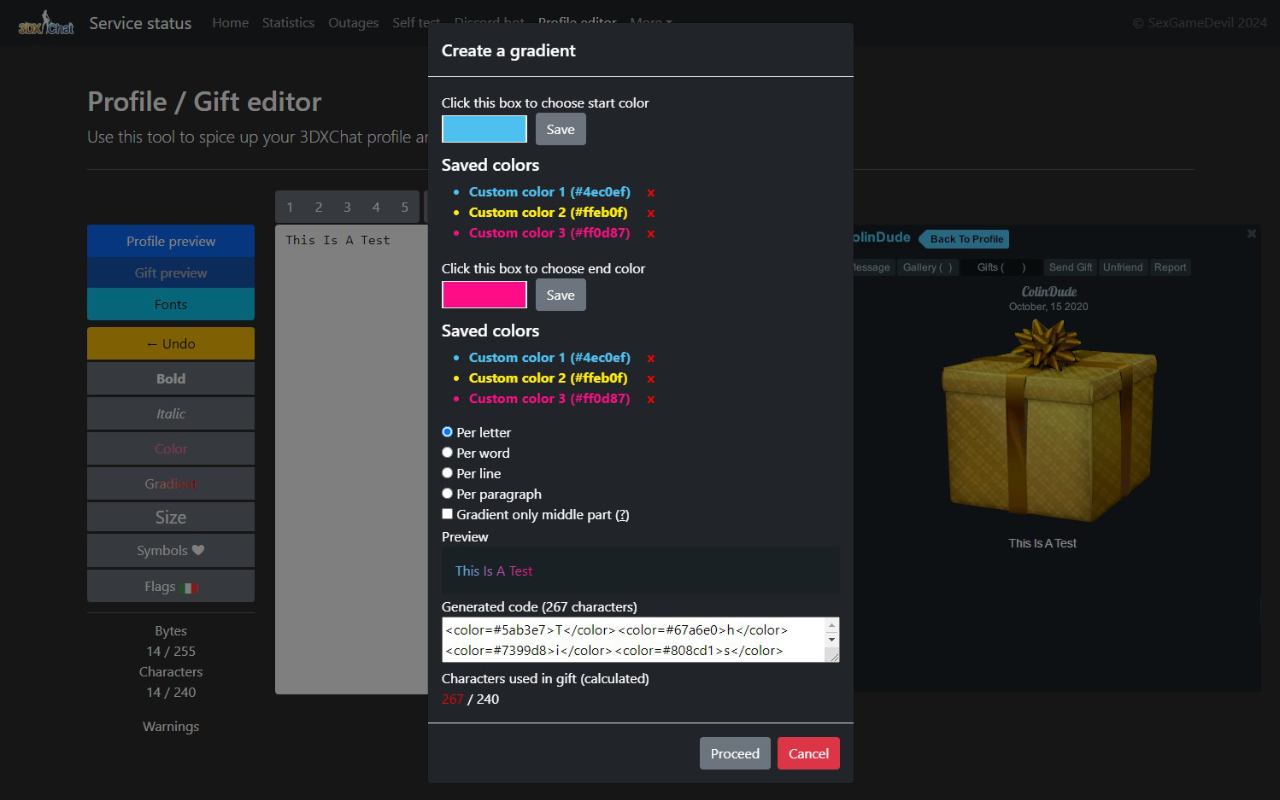 3DXChat Service status Home Statistics Outages Self test Discord bot Profile editor More © SexGameDevil 2024
Profile / Gift editor
Use this tool to spice up your 3DXChat profile
1 2 3 4 5
This Is A Test
Profile preview
Gift preview
Fonts
← Undo
Bold
Italic
Color
Gradient
Size
Symbols ♥
Flags
Bytes
14 / 255
Characters
14 / 240
Warnings
Create a gradient
Click this box to choose start color
Save
Saved colors
• Custom color 1 (#4ec0ef) x
• Custom color 2 (#ffeb0f) x
• Custom color 3 (#ff0d87) x
Click this box to choose end color
Save
Saved colors
• Custom color 1 (#4ec0ef) x
• Custom color 2 (#ffeb0f) x
• Custom color 3 (#ff0d87) x
Per letter
Per word
Per line
Per paragraph
Gradient only middle part (?)
Preview
This Is A Test
Generated code (267 characters)
<color=#5ab3e7>T</color><color=#67a6e0>h</color>
<color=#7399d8>i</color><color=#808cd1>s</color>
Characters used in gift (calculated)
267 / 240
Proceed Cancel
olinDude Back To Profile
essage Gallery ( ) Gifts ( ) Send Gift Unfriend Report
ColinDude
October, 15 2020
This Is A Test